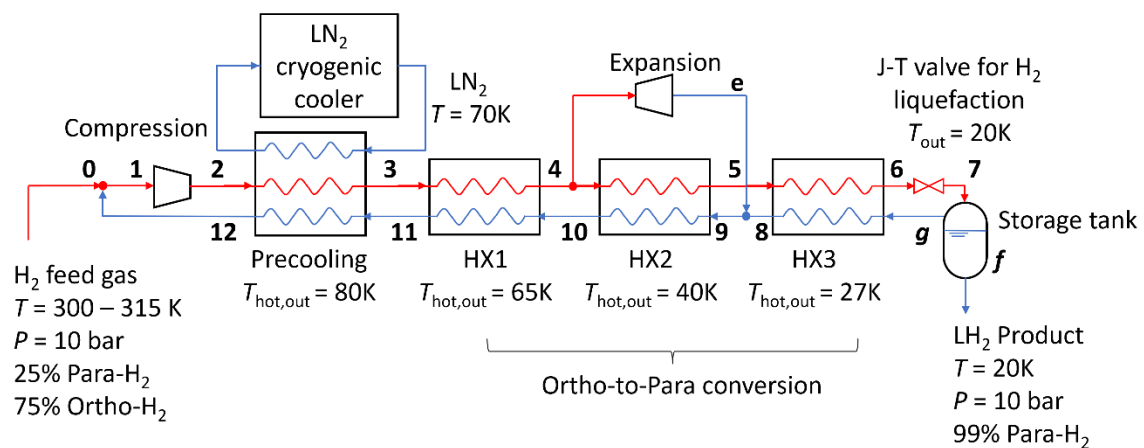 LN2
cryogenic
cooler
LN2
T = 70K
Expansion
e
J-T valve for H2
liquefaction
Tout = 20K
Compression
0
1
2
3
4
5
6
7
12
11
10
9
8
g
f
Storage tank
Precooling
Thot,out = 80K
HX1
Thot,out = 65K
HX2
Thot,out = 40K
HX3
Thot,out = 27K
H2 feed gas
T = 300 – 315 K
P = 10 bar
25% Para-H2
75% Ortho-H2
Ortho-to-Para conversion
LH2 Product
T = 20K
P = 10 bar
99% Para-H2